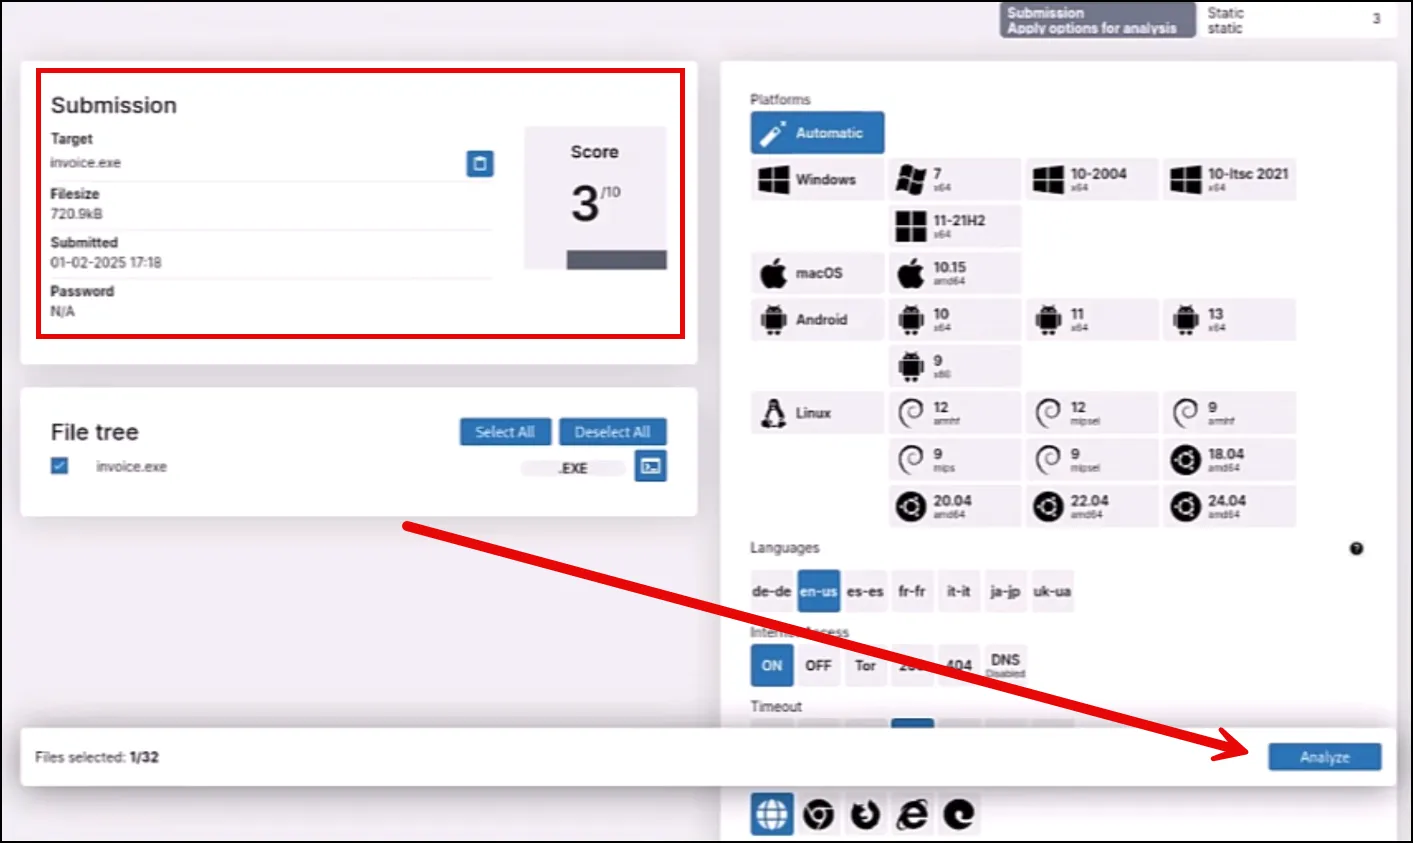 Submission
Apply options for analysis
Static
static
3
Submission
Target
invoice.exe
Filesize
720.9kB
Submitted
01-02-2025 17:18
Password
N/A
Score
3/10
File tree
Select All
Deselect All
invoice.exe
.EXE
Platforms
Automatic
Windows
7
x64
10-2004
x64
10-ltsc 2021
x64
11-21H2
x64
macOS
10.15
amd64
Android
10
x64
11
x64
13
x64
9
x86
Linux
12
armhf
12
mipsel
9
armhf
9
mips
9
mipsel
18.04
amd64
20.04
amd64
22.04
amd64
24.04
amd64
Languages
?
de-de en-us es-es fr-fr it-it ja-jp uk-ua
ON OFF Tor 404 DNS
Disabled
Timeout
Files selected: 1/32
Analyze